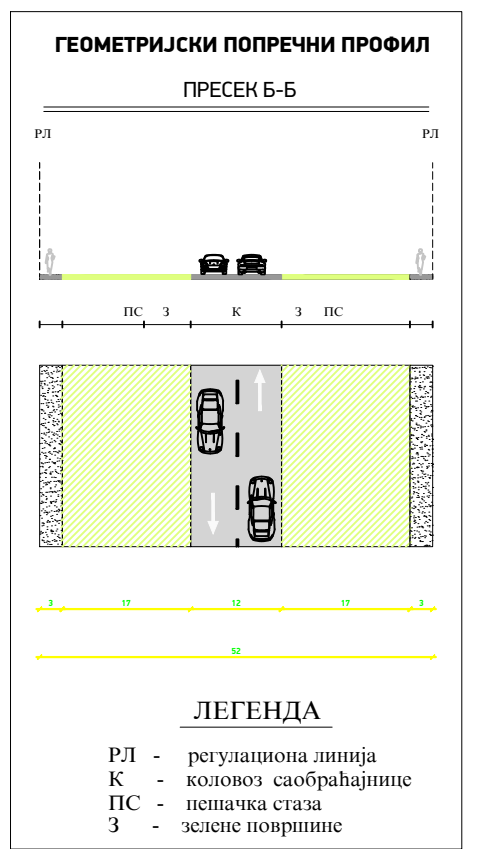 ГЕОМЕТРИЈСКИ ПОПРЕЧНИ ПРОФИЛ
ПРЕСЕК Б-Б
РЛ РЛ
ПС З К З ПС
3 17 12 17 3
52
ЛЕГЕНДА
РЛ - регулациона линија
К - коловоз саобраћајнице
ПС - пешачка стаза
З - зелене површине